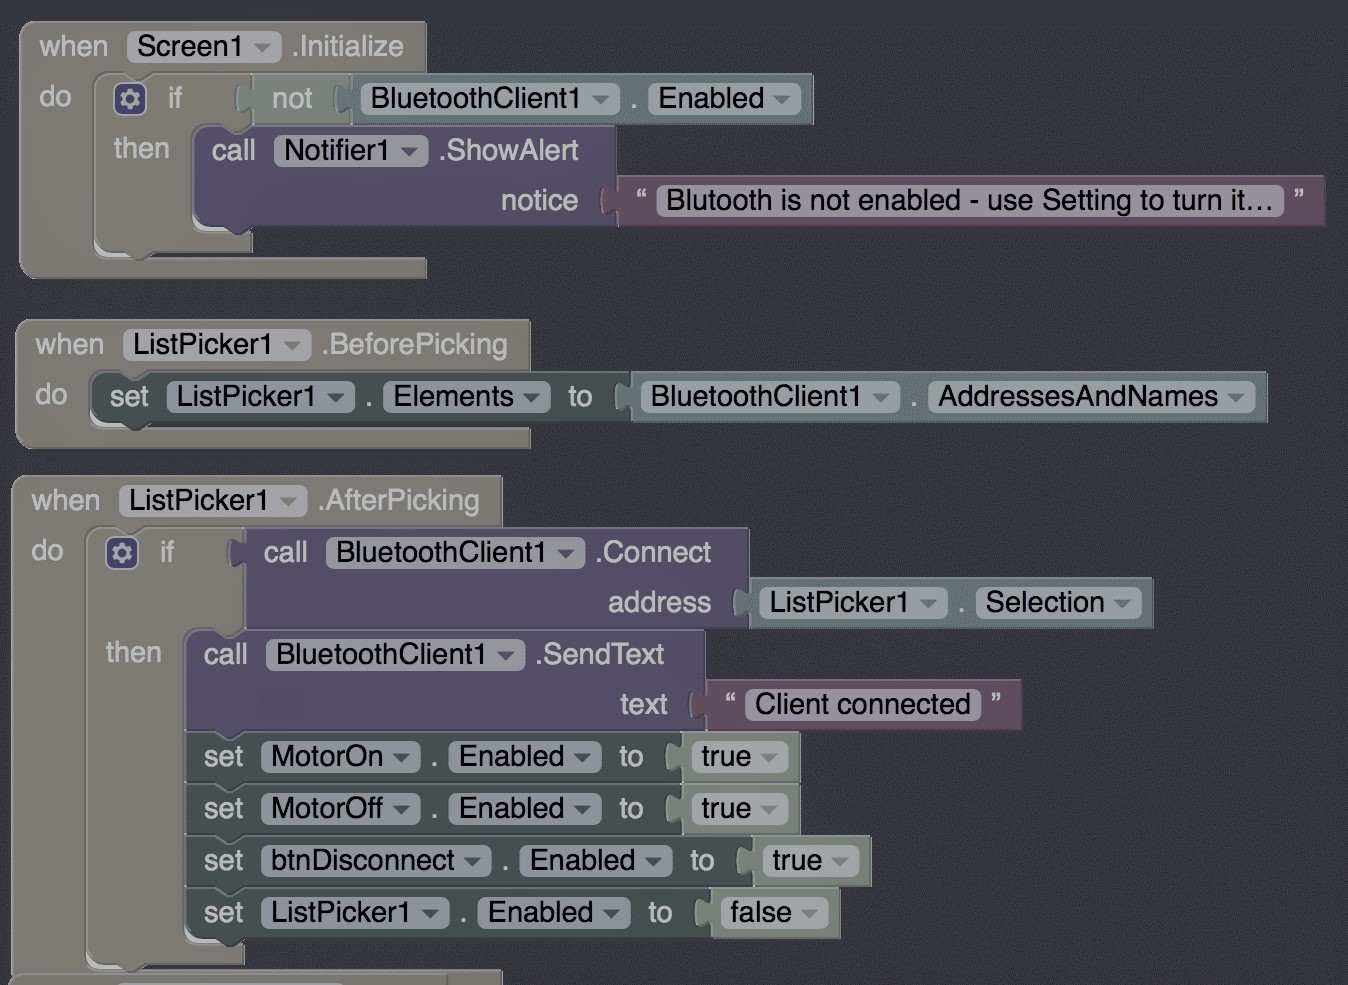 when Screen1 .Initialize
do if not BluetoothClient1 . Enabled
then call Notifier1 .ShowAlert
notice “ Blutooth is not enabled - use Setting to turn it... ”
when ListPicker1 .BeforePicking
do set ListPicker1 . Elements to BluetoothClient1 . AddressesAndNames
when ListPicker1 .AfterPicking
do if call BluetoothClient1 .Connect
address ListPicker1 . Selection
then call BluetoothClient1 .SendText
text “ Client connected ”
set MotorOn . Enabled to true
set MotorOff . Enabled to true
set btnDisconnect . Enabled to true
set ListPicker1 . Enabled to false